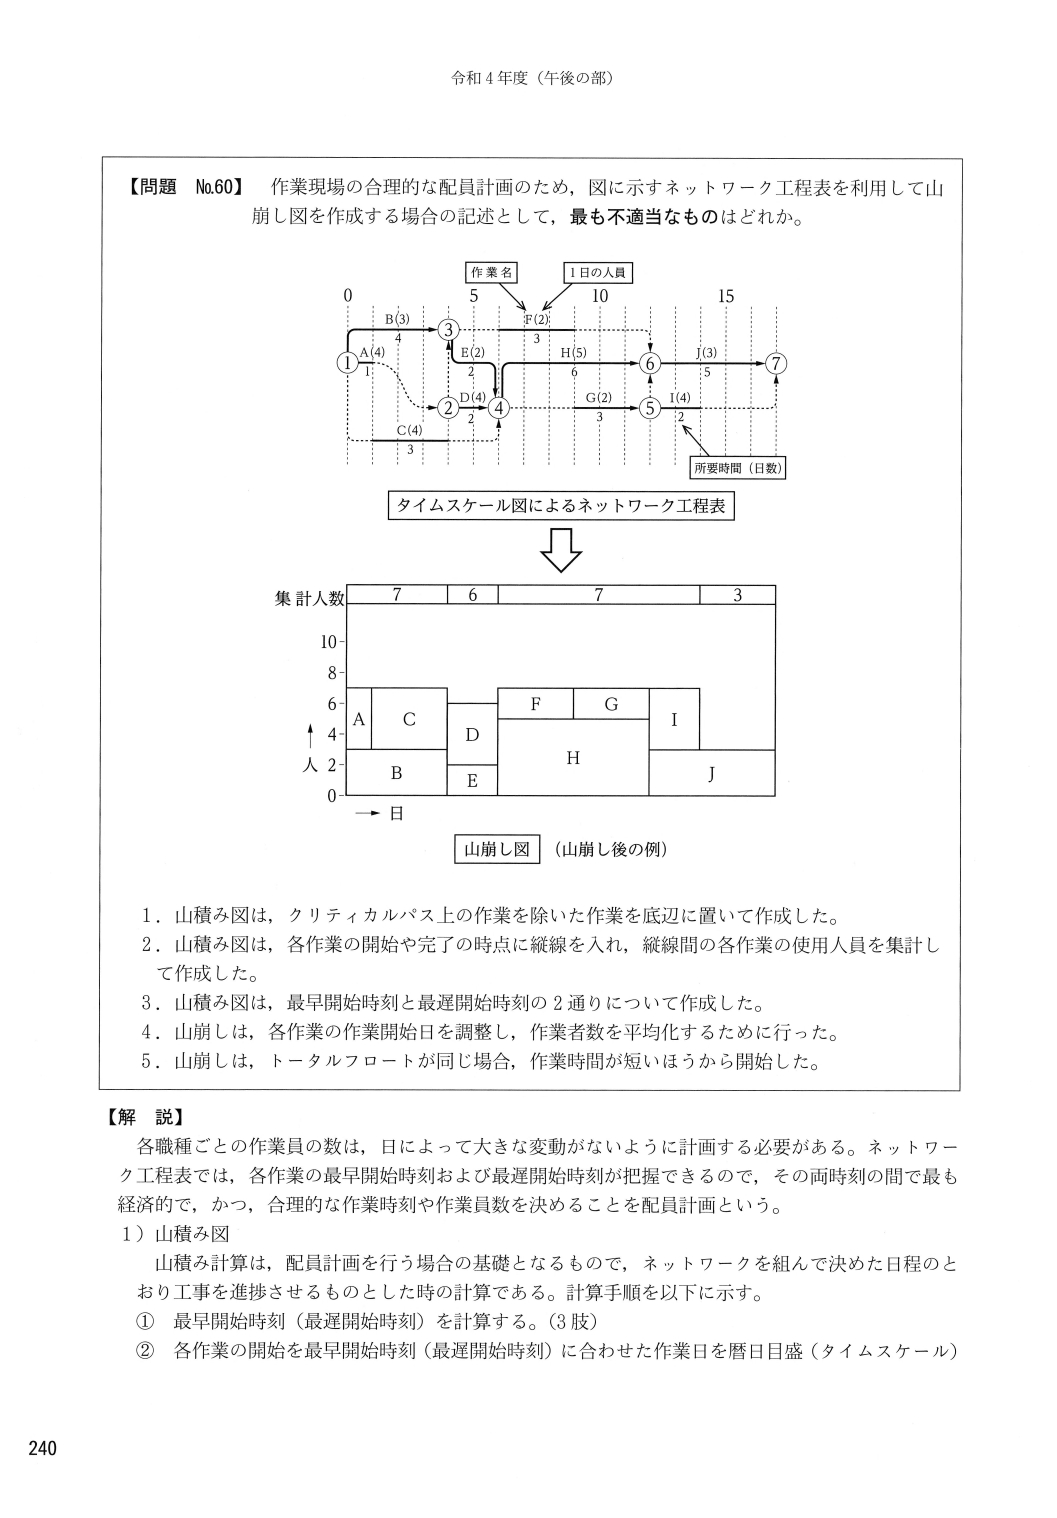 令和4年度（午後の部）
【問題　No.60】　作業現場の合理的な配員計画のため，図に示すネットワーク工程表を利用して山
崩し図を作成する場合の記述として，最も不適当なものはどれか。
作業名　1日の人員
0　5　10　15
B(3)　③　F(2)
4　3
①　A(4)　E(2)　H(5)　⑥　J(3)　⑦
1　2　6　5
②　D(4)　④　G(2)　⑤　I(4)
2　3　2
C(4)
3
所要時間（日数）
タイムスケール図によるネットワーク工程表
集計人数　7　6　7　3
10
8
6　F　G
A　C　I
4　D
H
人　2　B　E　J
0
→　日
山崩し図　（山崩し後の例）
1．山積み図は，クリティカルパス上の作業を除いた作業を底辺に置いて作成した。
2．山積み図は，各作業の開始や完了の時点に縦線を入れ，縦線間の各作業の使用人員を集計し
て作成した。
3．山積み図は，最早開始時刻と最遅開始時刻の2通りについて作成した。
4．山崩しは，各作業の作業開始日を調整し，作業者数を平均化するために行った。
5．山崩しは，トータルフロートが同じ場合，作業時間が短いほうから開始した。
【解　説】
各職種ごとの作業員の数は，日によって大きな変動がないように計画する必要がある。ネットワー
ク工程表では，各作業の最早開始時刻および最遅開始時刻が把握できるので，その両時刻の間で最も
経済的で，かつ，合理的な作業時刻や作業員数を決めることを配員計画という。
1）山積み図
山積み計算は，配員計画を行う場合の基礎となるもので，ネットワークを組んで決めた日程のと
おり工事を進捗させるものとした時の計算である。計算手順を以下に示す。
①　最早開始時刻（最遅開始時刻）を計算する。（3肢）
②　各作業の開始を最早開始時刻（最遅開始時刻）に合わせた作業日を暦日目盛（タイムスケール）
240